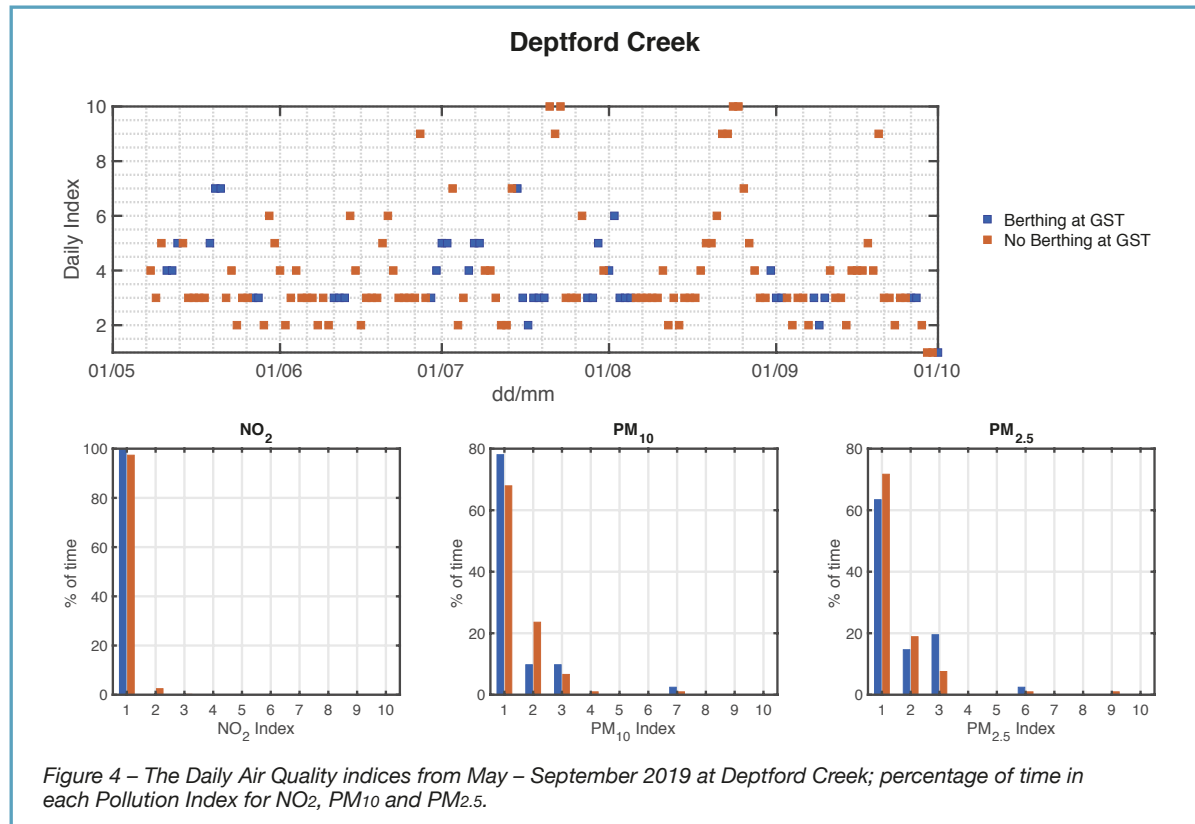 Deptford Creek
Daily Index
10
8
6
4
2
01/05 01/06 01/07 01/08 01/09 01/10
dd/mm
Berthing at GST
No Berthing at GST
NO2
% of time
100
80
60
40
20
0
1 2 3 4 5 6 7 8 9 10
NO2 Index
PM10
% of time
80
60
40
20
0
1 2 3 4 5 6 7 8 9 10
PM10 Index
PM2.5
% of time
80
60
40
20
0
1 2 3 4 5 6 7 8 9 10
PM2.5 Index
Figure 4 – The Daily Air Quality indices from May – September 2019 at Deptford Creek; percentage of time in
each Pollution Index for NO2, PM10 and PM2.5.